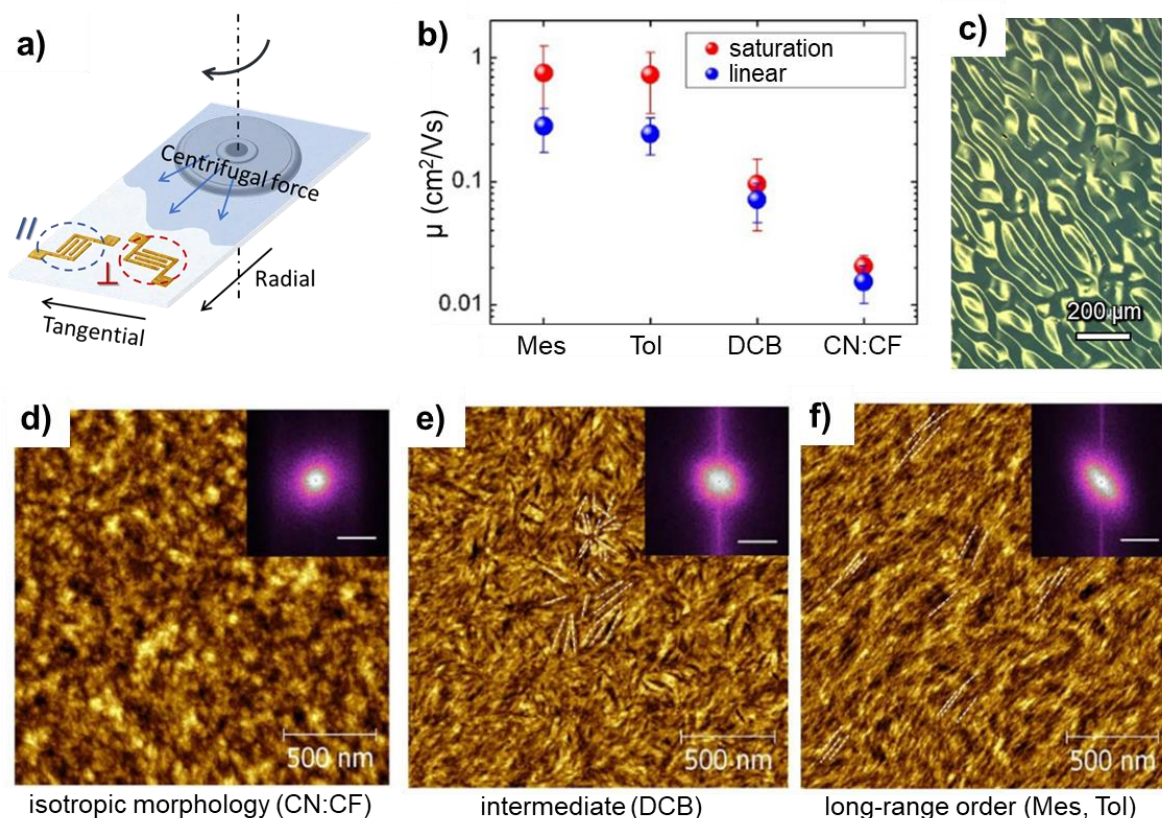 a)
Centrifugal force
//
⊥
Radial
Tangential
b)
μ (cm²/Vs)
1
0.1
0.01
saturation
linear
Mes
Tol
DCB
CN:CF
c)
200 μm
d)
500 nm
isotropic morphology (CN:CF)
e)
500 nm
intermediate (DCB)
f)
500 nm
long-range order (Mes, Tol)